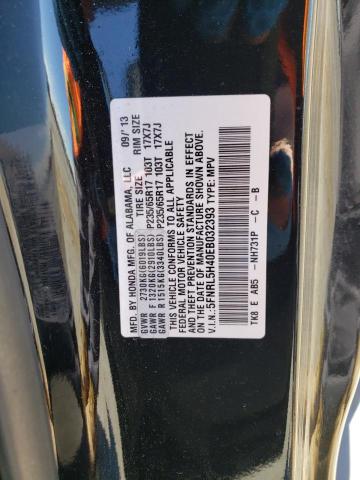 MFD. BY HONDA MFG. OF ALABAMA, LLC 09/ 13
TIRE SIZE RIM SIZE
GVWR 2730KG(6019LBS)
GAWR F 1320KG(2910LBS) P235/65R17 103T 17X7J
GAWR R 1515KG(3340LBS) P235/65R17 103T 17X7J
THIS VEHICLE CONFORMS TO ALL APPLICABLE
FEDERAL MOTOR VEHICLE SAFETY
AND THEFT PREVENTION STANDARDS IN EFFECT
ON THE DATE OF MANUFACTURE SHOWN ABOVE.
V.I.N.: 5FNRL5H40EB032393 TYPE: MPV
TK8 E AB5 -NH731P -C -B